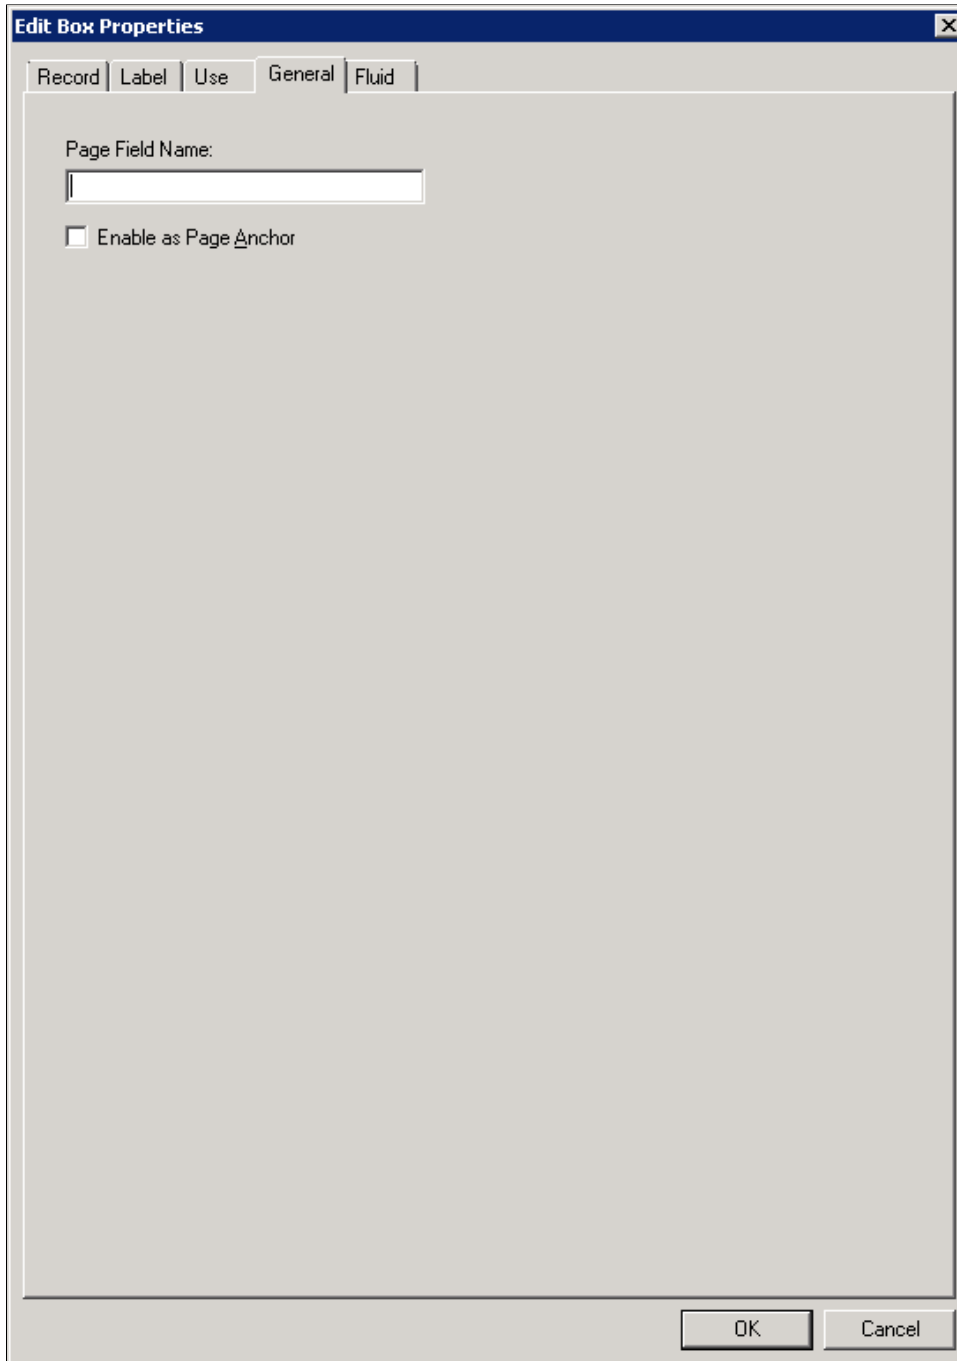 Edit Box Properties
Record Label Use General Fluid
Page Field Name:
Enable as Page Anchor
OK Cancel